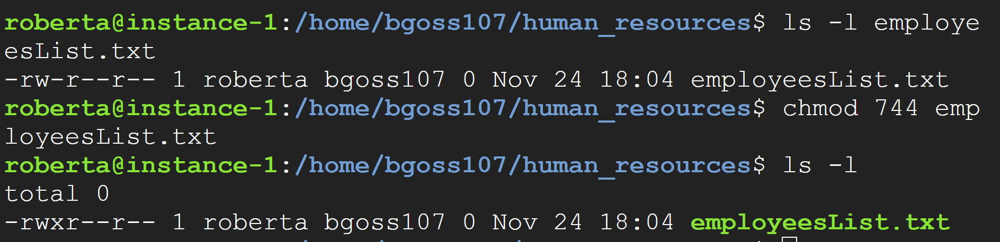 roberta@instance-1:/home/bgoss107/human_resources$ ls -l employe
esList.txt
-rw-r--r-- 1 roberta bgoss107 0 Nov 24 18:04 employeesList.txt
roberta@instance-1:/home/bgoss107/human_resources$ chmod 744 emp
loyeesList.txt
roberta@instance-1:/home/bgoss107/human_resources$ ls -l
total 0
-rwxr--r-- 1 roberta bgoss107 0 Nov 24 18:04 employeesList.txt